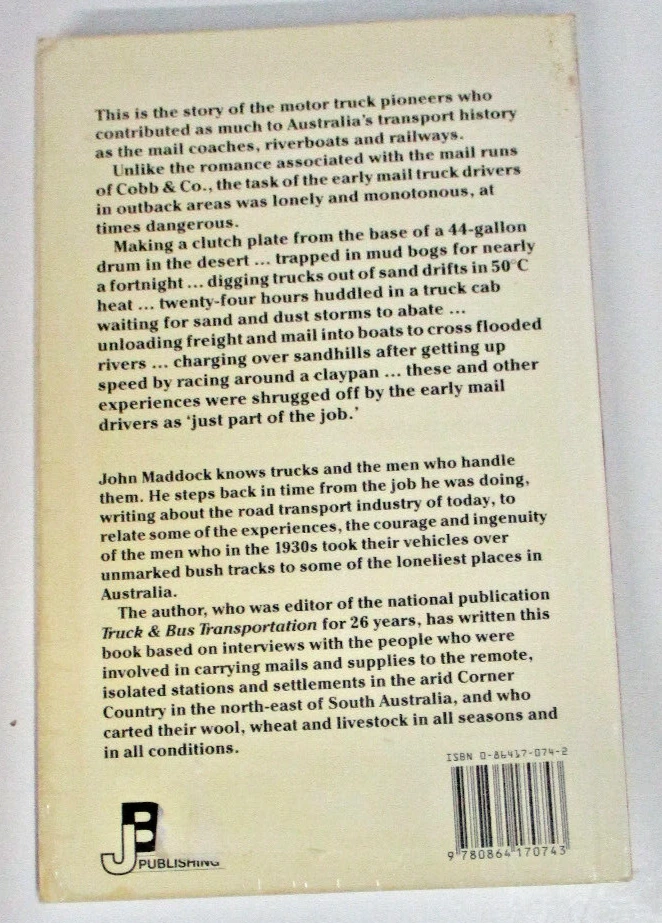 This is the story of the motor truck pioneers who
contributed as much to Australia's transport history
as the mail coaches, riverboats and railways.
Unlike the romance associated with the mail runs
of Cobb & Co., the task of the early mail truck drivers
in outback areas was lonely and monotonous, at
times dangerous.
Making a clutch plate from the base of a 44-gallon
drum in the desert ... trapped in mud bogs for nearly
a fortnight ... digging trucks out of sand drifts in 50°C
heat ... twenty-four hours huddled in a truck cab
waiting for sand and dust storms to abate ...
unloading freight and mail into boats to cross flooded
rivers ... charging over sandhills after getting up
speed by racing around a claypan ... these and other
experiences were shrugged off by the early mail
drivers as 'just part of the job.'
John Maddock knows trucks and the men who handle
them. He steps back in time from the job he was doing,
writing about the road transport industry of today, to
relate some of the experiences, the courage and ingenuity
of the men who in the 1930s took their vehicles over
unmarked bush tracks to some of the loneliest places in
Australia.
The author, who was editor of the national publication
Truck & Bus Transportation for 26 years, has written this
book based on interviews with the people who were
involved in carrying mails and supplies to the remote,
isolated stations and settlements in the arid Corner
Country in the north-east of South Australia, and who
carted their wool, wheat and livestock in all seasons and
in all conditions.
ISBN 0-86417-074-2
9 780864 170743
JB
PUBLISHING